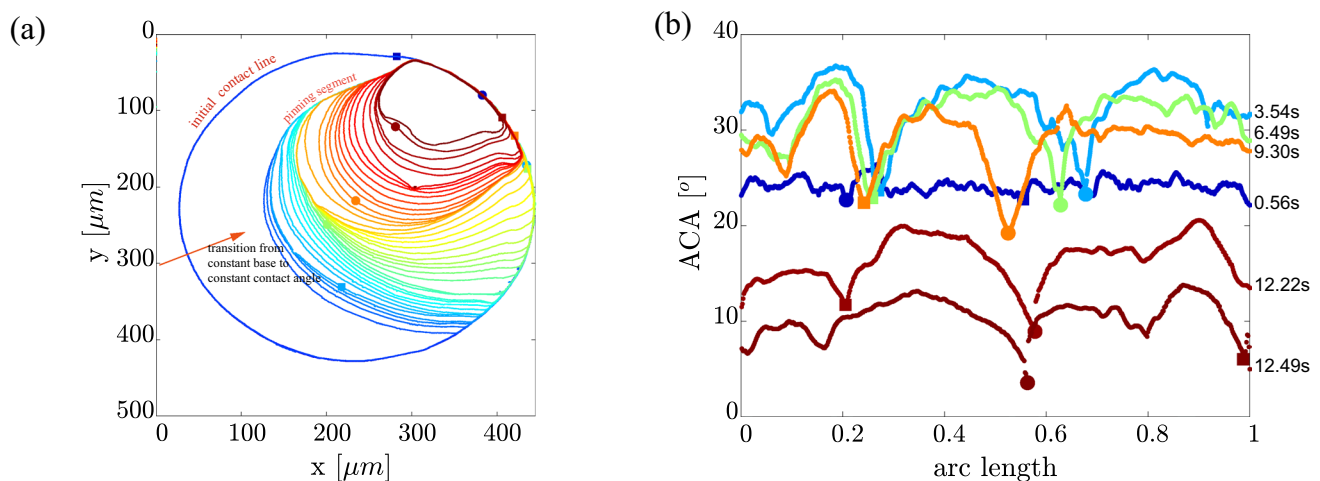 (a)
0
100
200
300
400
500
y [μm]
initial contact line
pinning segment
transition from
constant base to
constant contact angle
0
100
200
300
400
x [μm]
(b)
40
30
20
10
0
ACA [°]
3.54s
6.49s
9.30s
0.56s
12.22s
12.49s
0
0.2
0.4
0.6
0.8
1
arc length